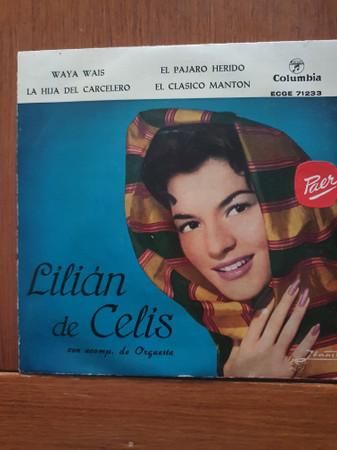 WAYA WAIS
LA HIJA DEL CARCELERO
EL PAJARO HERIDO
EL CLASICO MANTON
Columbia
ECGE 71233
Paer
Lilián
de Celis
con acomp. de Orquesta